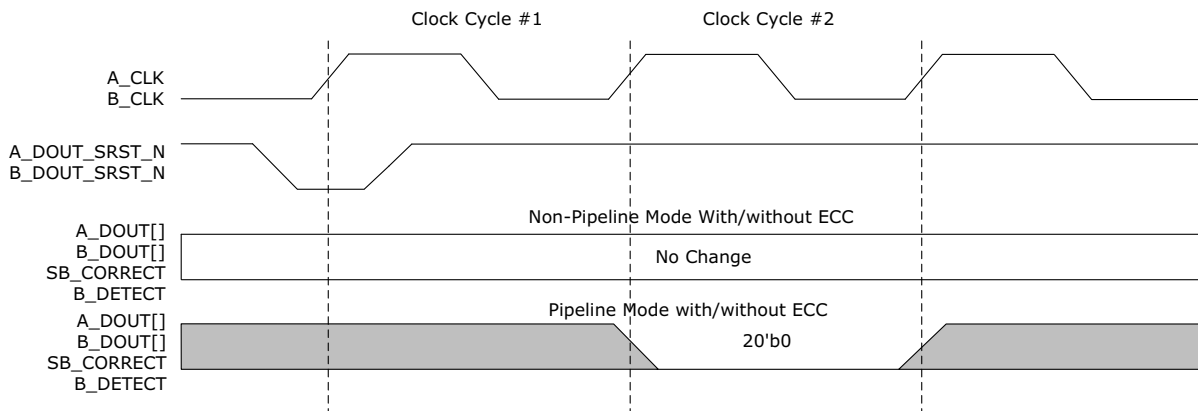 Clock Cycle #1
Clock Cycle #2
A_CLK
B_CLK
A_DOUT_SRST_N
B_DOUT_SRST_N
Non-Pipeline Mode With/without ECC
A_DOUT[]
B_DOUT[]
SB_CORRECT
B_DETECT
No Change
Pipeline Mode with/without ECC
A_DOUT[]
B_DOUT[]
SB_CORRECT
B_DETECT
20'b0